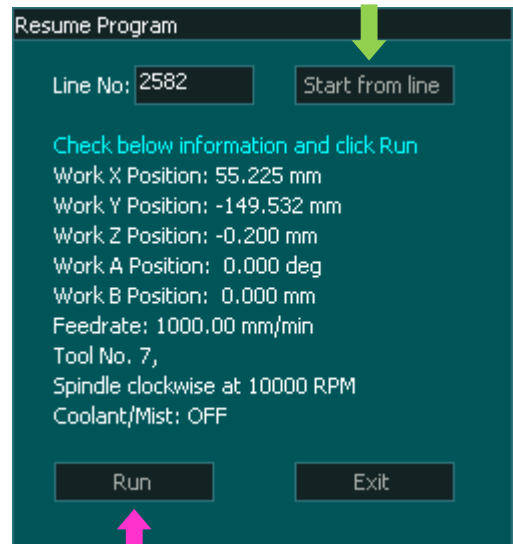 Resume Program
Line No: 2582 Start from line
Check below information and click Run
Work X Position: 55.225 mm
Work Y Position: -149.532 mm
Work Z Position: -0.200 mm
Work A Position: 0.000 deg
Work B Position: 0.000 mm
Feedrate: 1000.00 mm/min
Tool No. 7,
Spindle clockwise at 10000 RPM
Coolant/Mist: OFF
Run Exit